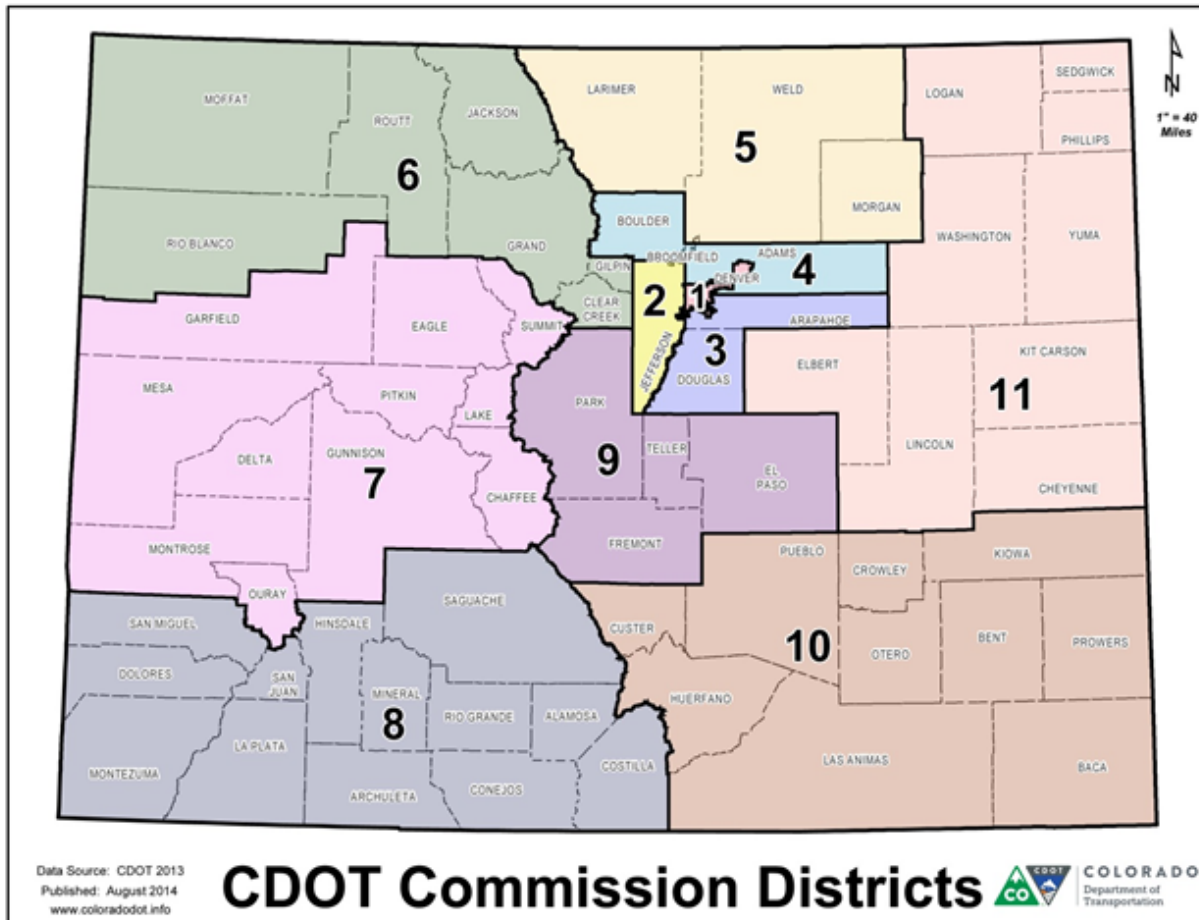 N
1" = 40
Miles
MOFFAT
ROUTT
JACKSON
LARIMER
WELD
LOGAN
SEDGWICK
PHILLIPS
6
5
RIO BLANCO
GRAND
BOULDER
MORGAN
WASHINGTON
YUMA
BROOMFIELD
ADAMS
GILPIN
DENVER
4
CLEAR
CREEK
2
1
GARFIELD
EAGLE
SUMMIT
ARAPAHOE
JEFFERSON
3
DOUGLAS
ELBERT
KIT CARSON
MESA
PITKIN
LAKE
PARK
11
DELTA
GUNNISON
7
CHAFFEE
9
TELLER
EL
PASO
LINCOLN
CHEYENNE
MONTROSE
FREMONT
PUEBLO
KIOWA
CROWLEY
OURAY
SAGUACHE
SAN MIGUEL
HINSDALE
CUSTER
10
OTERO
BENT
PROWERS
DOLORES
SAN
JUAN
MINERAL
8
RIO GRANDE
ALAMOSA
HUERFANO
LA PLATA
MONTEZUMA
ARCHULETA
CONEJOS
COSTILLA
LAS ANIMAS
BACA
Data Source: CDOT 2013
Published: August 2014
www.coloradodot.info
CDOT Commission Districts
CO
CDOT
COLORADO
Department of
Transportation